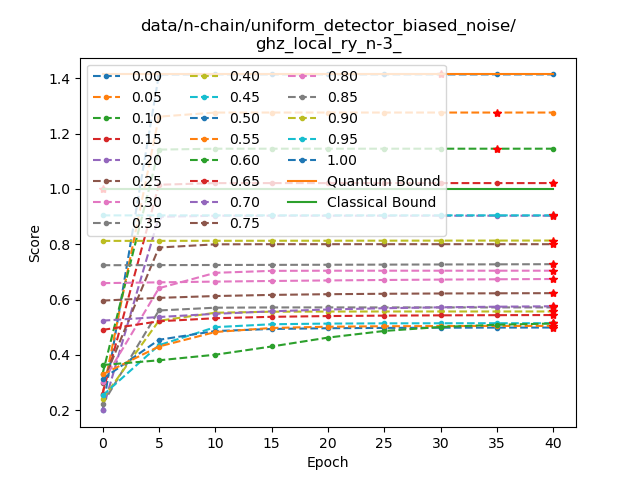 data/n-chain/uniform_detector_biased_noise/
ghz_local_ry_n-3_
1.4
1.2
1.0
0.8
0.6
0.4
0.2
Score
0.00 0.40 0.80
0.05 0.45 0.85
0.10 0.50 0.90
0.15 0.55 0.95
0.20 0.60 1.00
0.25 0.65 Quantum Bound
0.30 0.70 Classical Bound
0.35 0.75
0 5 10 15 20 25 30 35 40
Epoch